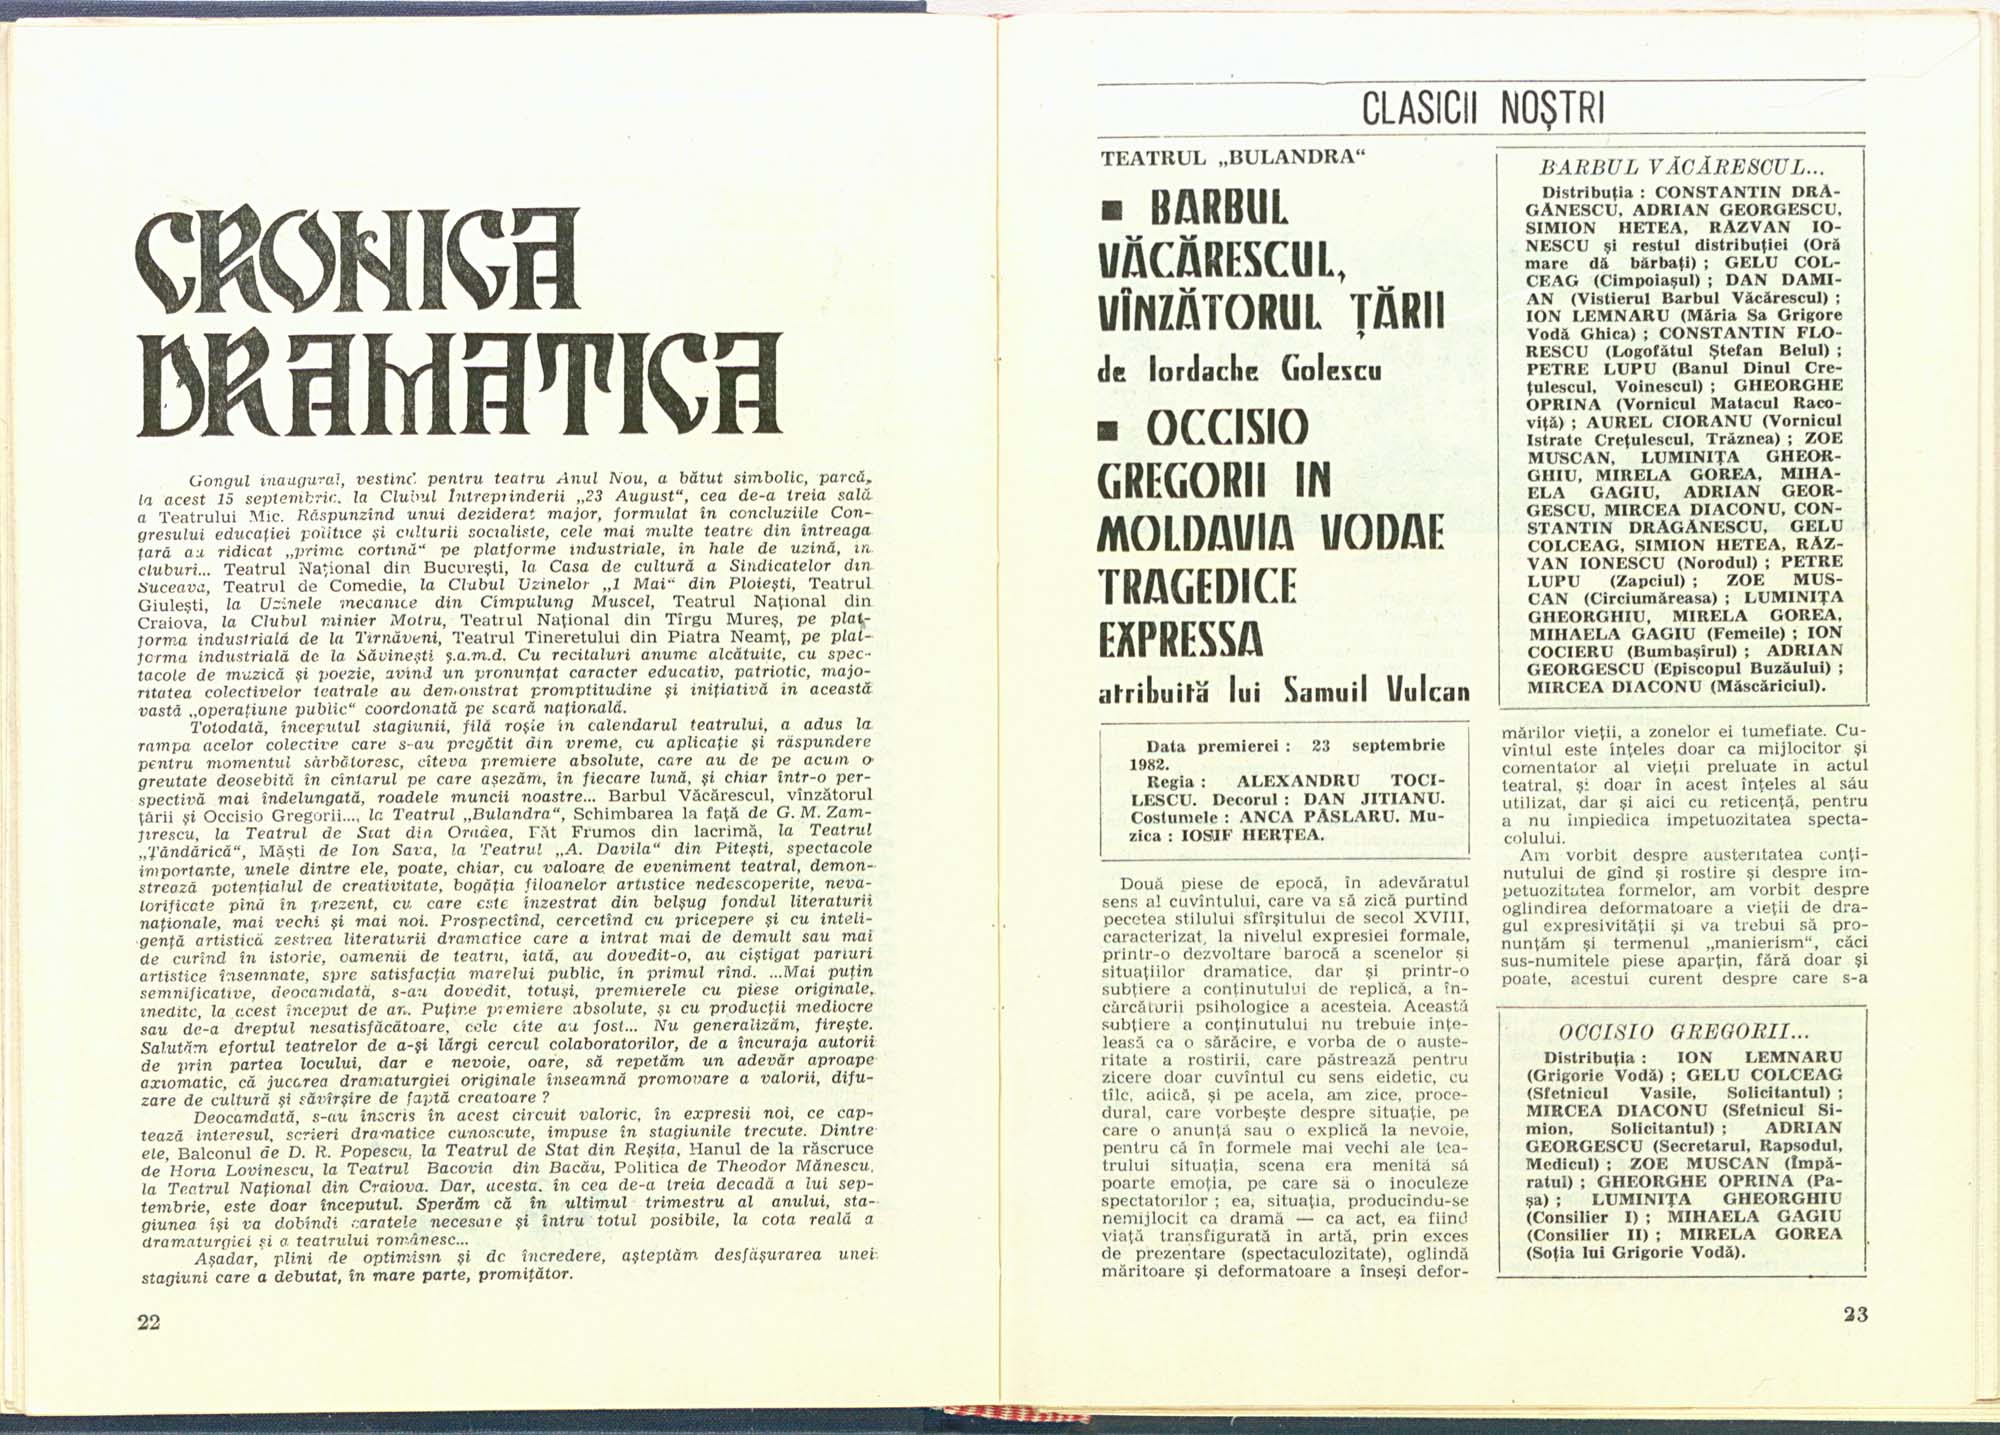 CRONICA
DRAMATICA
Gongul inaugural, vestind pentru teatru Anul Nou, a bătut simbolic, parcă,
la acest 15 septembrie, la Clubul Intreprinderii „23 August“, cea de-a treia sală
a Teatrului Mic. Răspunzînd unui deziderat major, formulat în concluziile Con-
gresului educației politice și culturii socialiste, cele mai multe teatre din întreaga
țară au ridicat „prima cortină“ pe platforme industriale, în hale de uzină, în
cluburi... Teatrul Național din București, la Casa de cultură a Sindicatelor din
Suceava, Teatrul de Comedie, la Clubul Uzinelor „1 Mai“ din Ploiești, Teatrul
Giulești, la Uzinele mecanice din Cîmpulung Muscel, Teatrul Național din
Craiova, la Clubul minier Motru, Teatrul Național din Tîrgu Mureș, pe plat-
forma industrială de la Tîrnăveni, Teatrul Tineretului din Piatra Neamț, pe plat-
forma industrială de la Săvinești ș.a.m.d. Cu recitaluri anume alcătuite, cu spec-
tacole de muzică și poezie, avînd un pronunțat caracter educativ, patriotic, majo-
ritatea colectivelor teatrale au demonstrat promptitudine și inițiativă în această
vastă „operațiune public“ coordonată pe scară națională.
Totodată, începutul stagiunii, filă roșie în calendarul teatrului, a adus la
rampa acelor colective care s-au pregătit din vreme, cu aplicație și răspundere
pentru momentul sărbătoresc, cîteva premiere absolute, care au de pe acum o
greutate deosebită în cîntarul pe care așezăm, în fiecare lună, și chiar într-o per-
spectivă mai îndelungată, roadele muncii noastre... Barbul Văcărescul, vînzătorul
țării și Occisio Gregorii..., la Teatrul „Bulandra“, Schimbarea la față de G. M. Zam-
firescu, la Teatrul de Stat din Oradea, Făt Frumos din lacrimă, la Teatrul
„Țăndărică“, Măști de Ion Sava, la Teatrul „A. Davila“ din Pitești, spectacole
importante, unele dintre ele, poate, chiar, cu valoare de eveniment teatral, demon-
strează potențialul de creativitate, bogăția filoanelor artistice nedescoperite, neva-
lorificate pînă în prezent, cu care este înzestrat din belșug fondul literaturii
naționale, mai vechi și mai noi. Prospectînd, cercetînd cu pricepere și cu inteli-
gență artistică zestrea literaturii dramatice care a intrat mai de demult sau mai
de curînd în istorie, oamenii de teatru, iată, au dovedit-o, au cîștigat pariuri
artistice însemnate, spre satisfacția marelui public, în primul rînd. ...Mai puțin
semnificative, deocamdată, s-au dovedit, totuși, premierele cu piese originale,
inedite, la acest început de an. Puține premiere absolute, și cu producții mediocre
sau de-a dreptul nesatisfăcătoare, cele cîte au fost... Nu generalizăm, firește.
Salutăm efortul teatrelor de a-și lărgi cercul colaboratorilor, de a încuraja autorii
de prin partea locului, dar e nevoie, oare, să repetăm un adevăr aproape
axiomatic, că jucarea dramaturgiei originale înseamnă promovare a valorii, difu-
zare de cultură și săvîrșire de faptă creatoare ?
Deocamdată, s-au înscris în acest circuit valoric, în expresii noi, ce cap-
tează interesul, scrieri dramatice cunoscute, impuse în stagiunile trecute. Dintre
ele, Balconul de D. R. Popescu, la Teatrul de Stat din Reșița, Hanul de la răscruce
de Horia Lovinescu, la Teatrul Bacovia din Bacău, Politica de Theodor Mănescu,
la Teatrul Național din Craiova. Dar, acesta, în cea de-a treia decadă a lui sep-
tembrie, este doar începutul. Sperăm că în ultimul trimestru al anului, sta-
giunea își va dobîndi caratele necesare și întru totul posibile, la cota reală a
dramaturgiei și a teatrului românesc...
Așadar, plini de optimism și de încredere, așteptăm desfășurarea unei
stagiuni care a debutat, în mare parte, promițător.
22
CLASICII NOȘTRI
TEATRUL „BULANDRA“
■ BARBUL
VĂCĂRESCUL,
VÎNZĂTORUL ȚĂRII
de Iordache Golescu
■ OCCISIO
GREGORII IN
MOLDAVIA VODAE
TRAGEDICE
EXPRESSA
atribuită lui Samuil Vulcan
Data premierei : 23 septembrie
1982.
Regia : ALEXANDRU TOCI-
LESCU. Decorul : DAN JITIANU.
Costumele : ANCA PÂSLARU. Mu-
zica : IOSIF HERȚEA.
Două piese de epocă, în adevăratul
sens al cuvîntului, care va să zică purtînd
pecetea stilului sfîrșitului de secol XVIII,
caracterizat, la nivelul expresiei formale,
printr-o dezvoltare barocă a scenelor și
situațiilor dramatice, dar și printr-o
subțiere a conținutului de replică, a în-
cărcăturii psihologice a acesteia. Această
subțiere a conținutului nu trebuie înțe-
leasă ca o sărăcire, e vorba de o auste-
ritate a rostirii, care păstrează pentru
zicere doar cuvîntul cu sens eidetic, cu
tîlc, adică, și pe acela, am zice, proce-
dural, care vorbește despre situație, pe
care o anunță sau o explică la nevoie,
pentru că în formele mai vechi ale tea-
trului situația, scena era menită să
poarte emoția, pe care să o inoculeze
spectatorilor ; ea, situația, producîndu-se
nemijlocit ca dramă — ca act, ea fiind
viață transfigurată în artă, prin exces
de prezentare (spectaculozitate), oglindă
măritoare și deformatoare a înseși defor-
BARBUL VĂCĂRESCUL...
Distribuția : CONSTANTIN DRĂ-
GĂNESCU, ADRIAN GEORGESCU,
SIMION HETEA, RĂZVAN IO-
NESCU și restul distribuției (Oră
mare dă bărbați) ; GELU COL-
CEAG (Cimpoiașul) ; DAN DAMI-
AN (Vistierul Barbul Văcărescul) ;
ION LEMNARU (Măria Sa Grigore
Vodă Ghica) ; CONSTANTIN FLO-
RESCU (Logofătul Ștefan Belul) ;
PETRE LUPU (Banul Dinul Cre-
țulescul, Voinescul) ; GHEORGHE
OPRINA (Vornicul Matacul Raco-
viță) ; AUREL CIORANU (Vornicul
Istrate Crețulescul, Trăznea) ; ZOE
MUSCAN, LUMINIȚA GHEOR-
GHIU, MIRELA GOREA, MIHA-
ELA GAGIU, ADRIAN GEOR-
GESCU, MIRCEA DIACONU, CON-
STANTIN DRĂGĂNESCU, GELU
COLCEAG, SIMION HETEA, RĂZ-
VAN IONESCU (Norodul) ; PETRE
LUPU (Zapciul) ; ZOE MUS-
CAN (Circiumăreasa) ; LUMINIȚA
GHEORGHIU, MIRELA GOREA,
MIHAELA GAGIU (Femeile) ; ION
COCIERU (Bumbașirul) ; ADRIAN
GEORGESCU (Episcopul Buzăului) ;
MIRCEA DIACONU (Măscăriciul).
mărilor vieții, a zonelor ei tumefiate. Cu-
vîntul este înțeles doar ca mijlocitor și
comentator al vieții preluate în actul
teatral, și doar în acest înțeles al său
utilizat, dar și aici cu reticență, pentru
a nu împiedica impetuozitatea specta-
colului.
Am vorbit despre austeritatea conți-
nutului de gînd și rostire și despre im-
petuozitatea formelor, am vorbit despre
oglindirea deformatoare a vieții de dra-
gul expresivității și va trebui să pro-
nunțăm și termenul „manierism“, căci
sus-numitele piese aparțin, fără doar și
poate, acestui curent despre care s-a
OCCISIO GREGORII...
Distribuția : ION LEMNARU
(Grigorie Vodă) ; GELU COLCEAG
(Sfetnicul Vasile, Solicitantul) ;
MIRCEA DIACONU (Sfetnicul Si-
mion, Solicitantul) ; ADRIAN
GEORGESCU (Secretarul, Rapsodul,
Medicul) ; ZOE MUSCAN (Împă-
ratul) ; GHEORGHE OPRINA (Pa-
șa) ; LUMINIȚA GHEORGHIU
(Consilier I) ; MIHAELA GAGIU
(Consilier II) ; MIRELA GOREA
(Soția lui Grigorie Vodă).
23